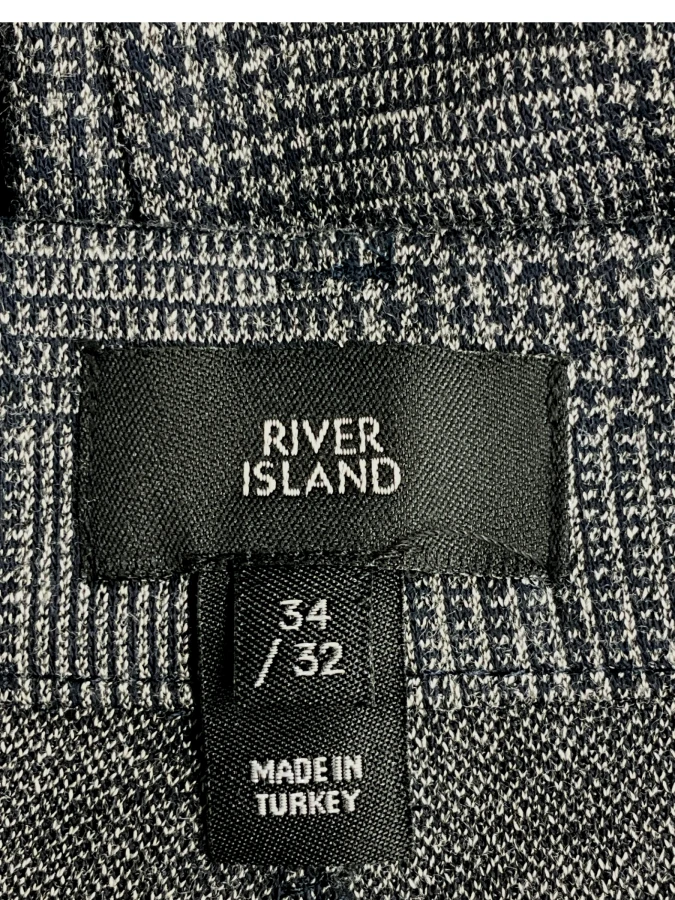 RIVER
ISLAND
34
/ 32
MADE IN
TURKEY